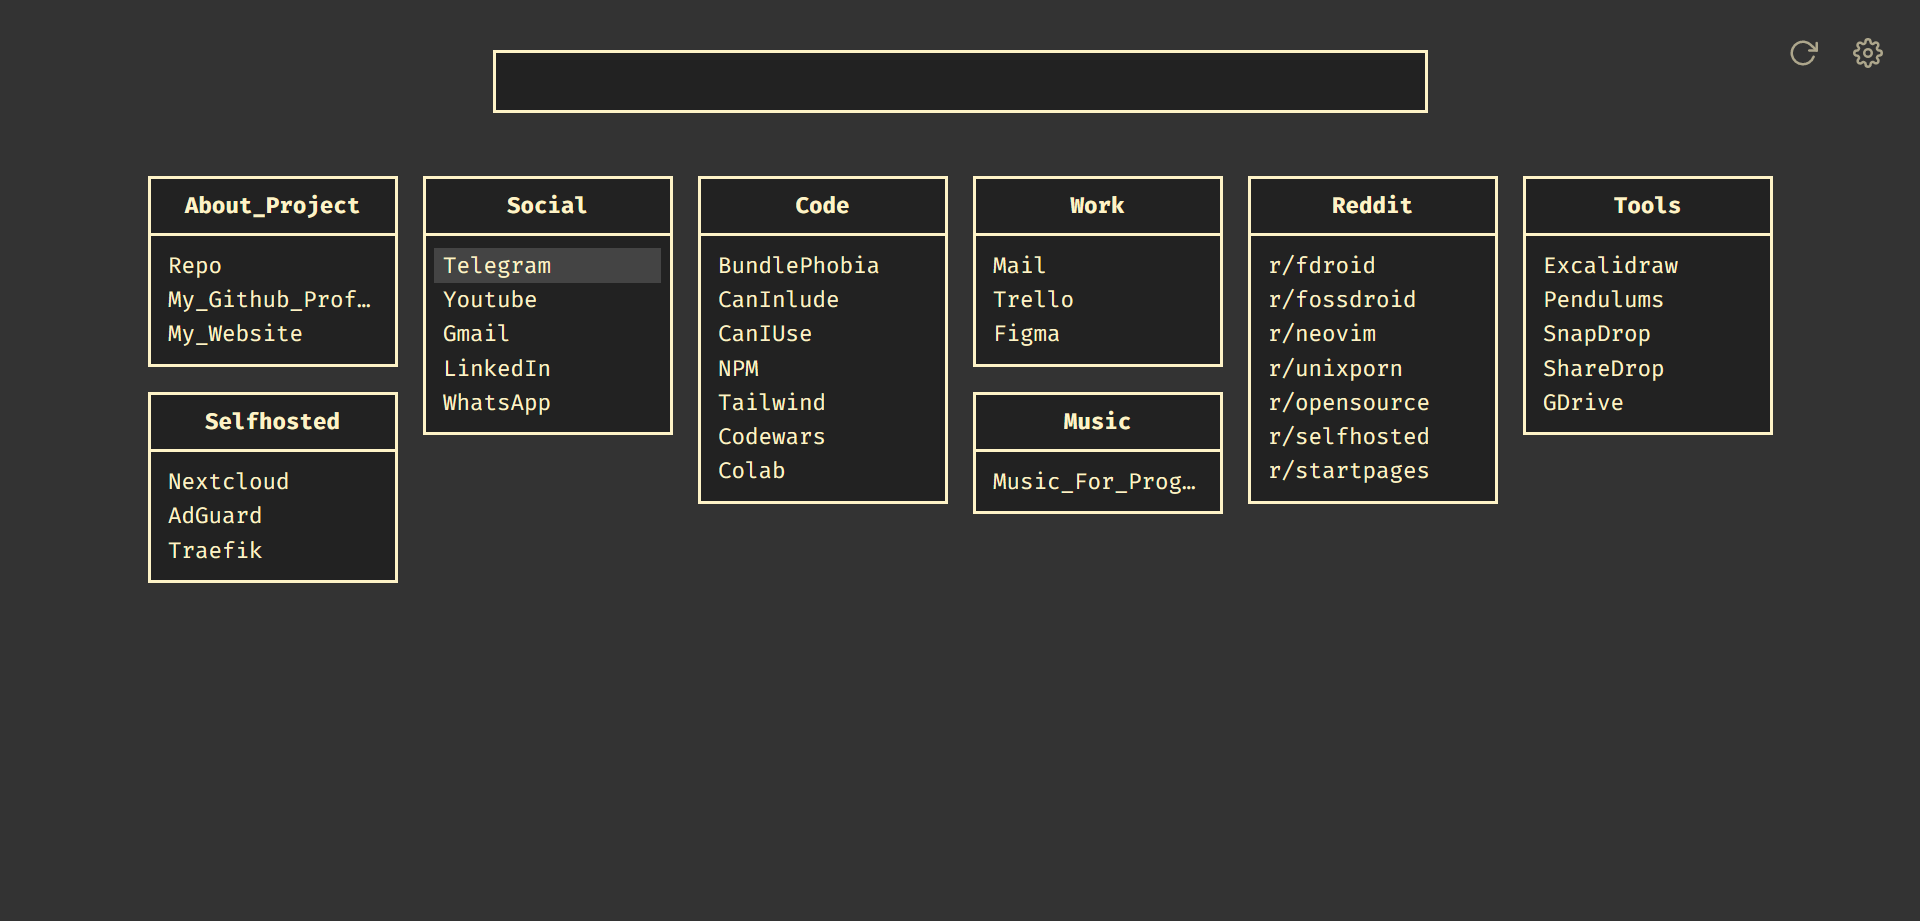 About_Project
Repo
My_Github_Prof…
My_Website
Selfhosted
Nextcloud
AdGuard
Traefik
Social
Telegram
Youtube
Gmail
LinkedIn
WhatsApp
Code
BundlePhobia
CanInlude
CanIUse
NPM
Tailwind
Codewars
Colab
Work
Mail
Trello
Figma
Music
Music_For_Prog…
Reddit
r/fdroid
r/fossdroid
r/neovim
r/unixporn
r/opensource
r/selfhosted
r/startpages
Tools
Excalidraw
Pendulums
SnapDrop
ShareDrop
GDrive